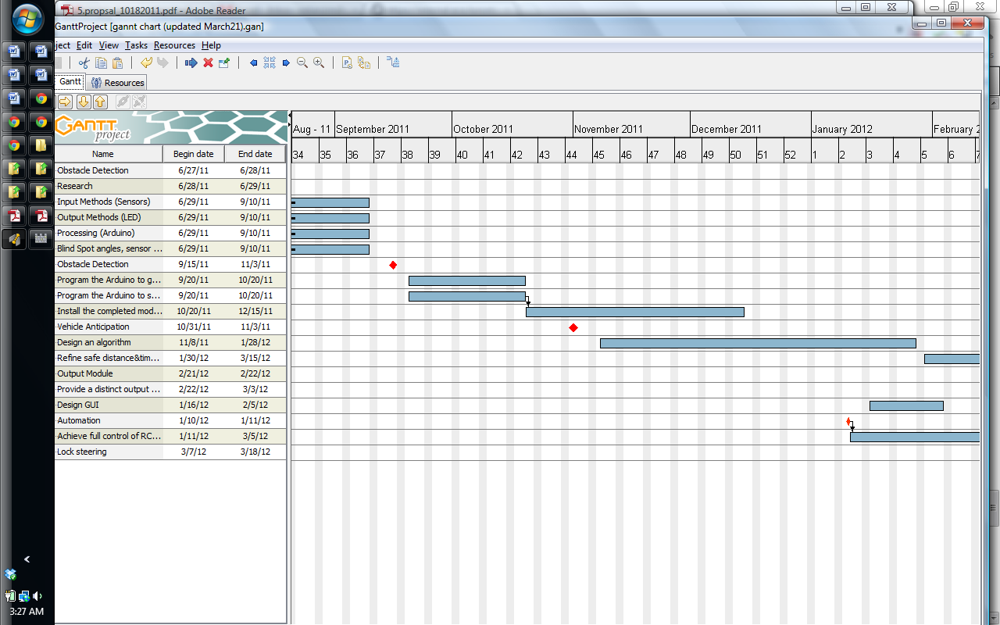 5.propsal_10182011.pdf - Adobe Reader
GanttProject [gannt chart (updated March21).gan]
ject Edit View Tasks Resources Help
Gantt Resources
GANTT project
Aug - 11 September 2011 October 2011 November 2011 December 2011 January 2012 February 2
Name Begin date End date 34 35 36 37 38 39 40 41 42 43 44 45 46 47 48 49 50 51 52 1 2 3 4 5 6 7
Obstacle Detection 6/27/11 6/28/11
Research 6/28/11 6/29/11
Input Methods (Sensors) 6/29/11 9/10/11
Output Methods (LED) 6/29/11 9/10/11
Processing (Arduino) 6/29/11 9/10/11
Blind Spot angles, sensor ... 6/29/11 9/10/11
Obstacle Detection 9/15/11 11/3/11
Program the Arduino to g... 9/20/11 10/20/11
Program the Arduino to s... 9/20/11 10/20/11
Install the completed mod... 10/20/11 12/15/11
Vehicle Anticipation 10/31/11 11/3/11
Design an algorithm 11/8/11 1/28/12
Refine safe distance&tim... 1/30/12 3/15/12
Output Module 2/21/12 2/22/12
Provide a distinct output ... 2/22/12 3/3/12
Design GUI 1/16/12 2/5/12
Automation 1/10/12 1/11/12
Achieve full control of RC... 1/11/12 3/5/12
Lock steering 3/7/12 3/18/12
3:27 AM